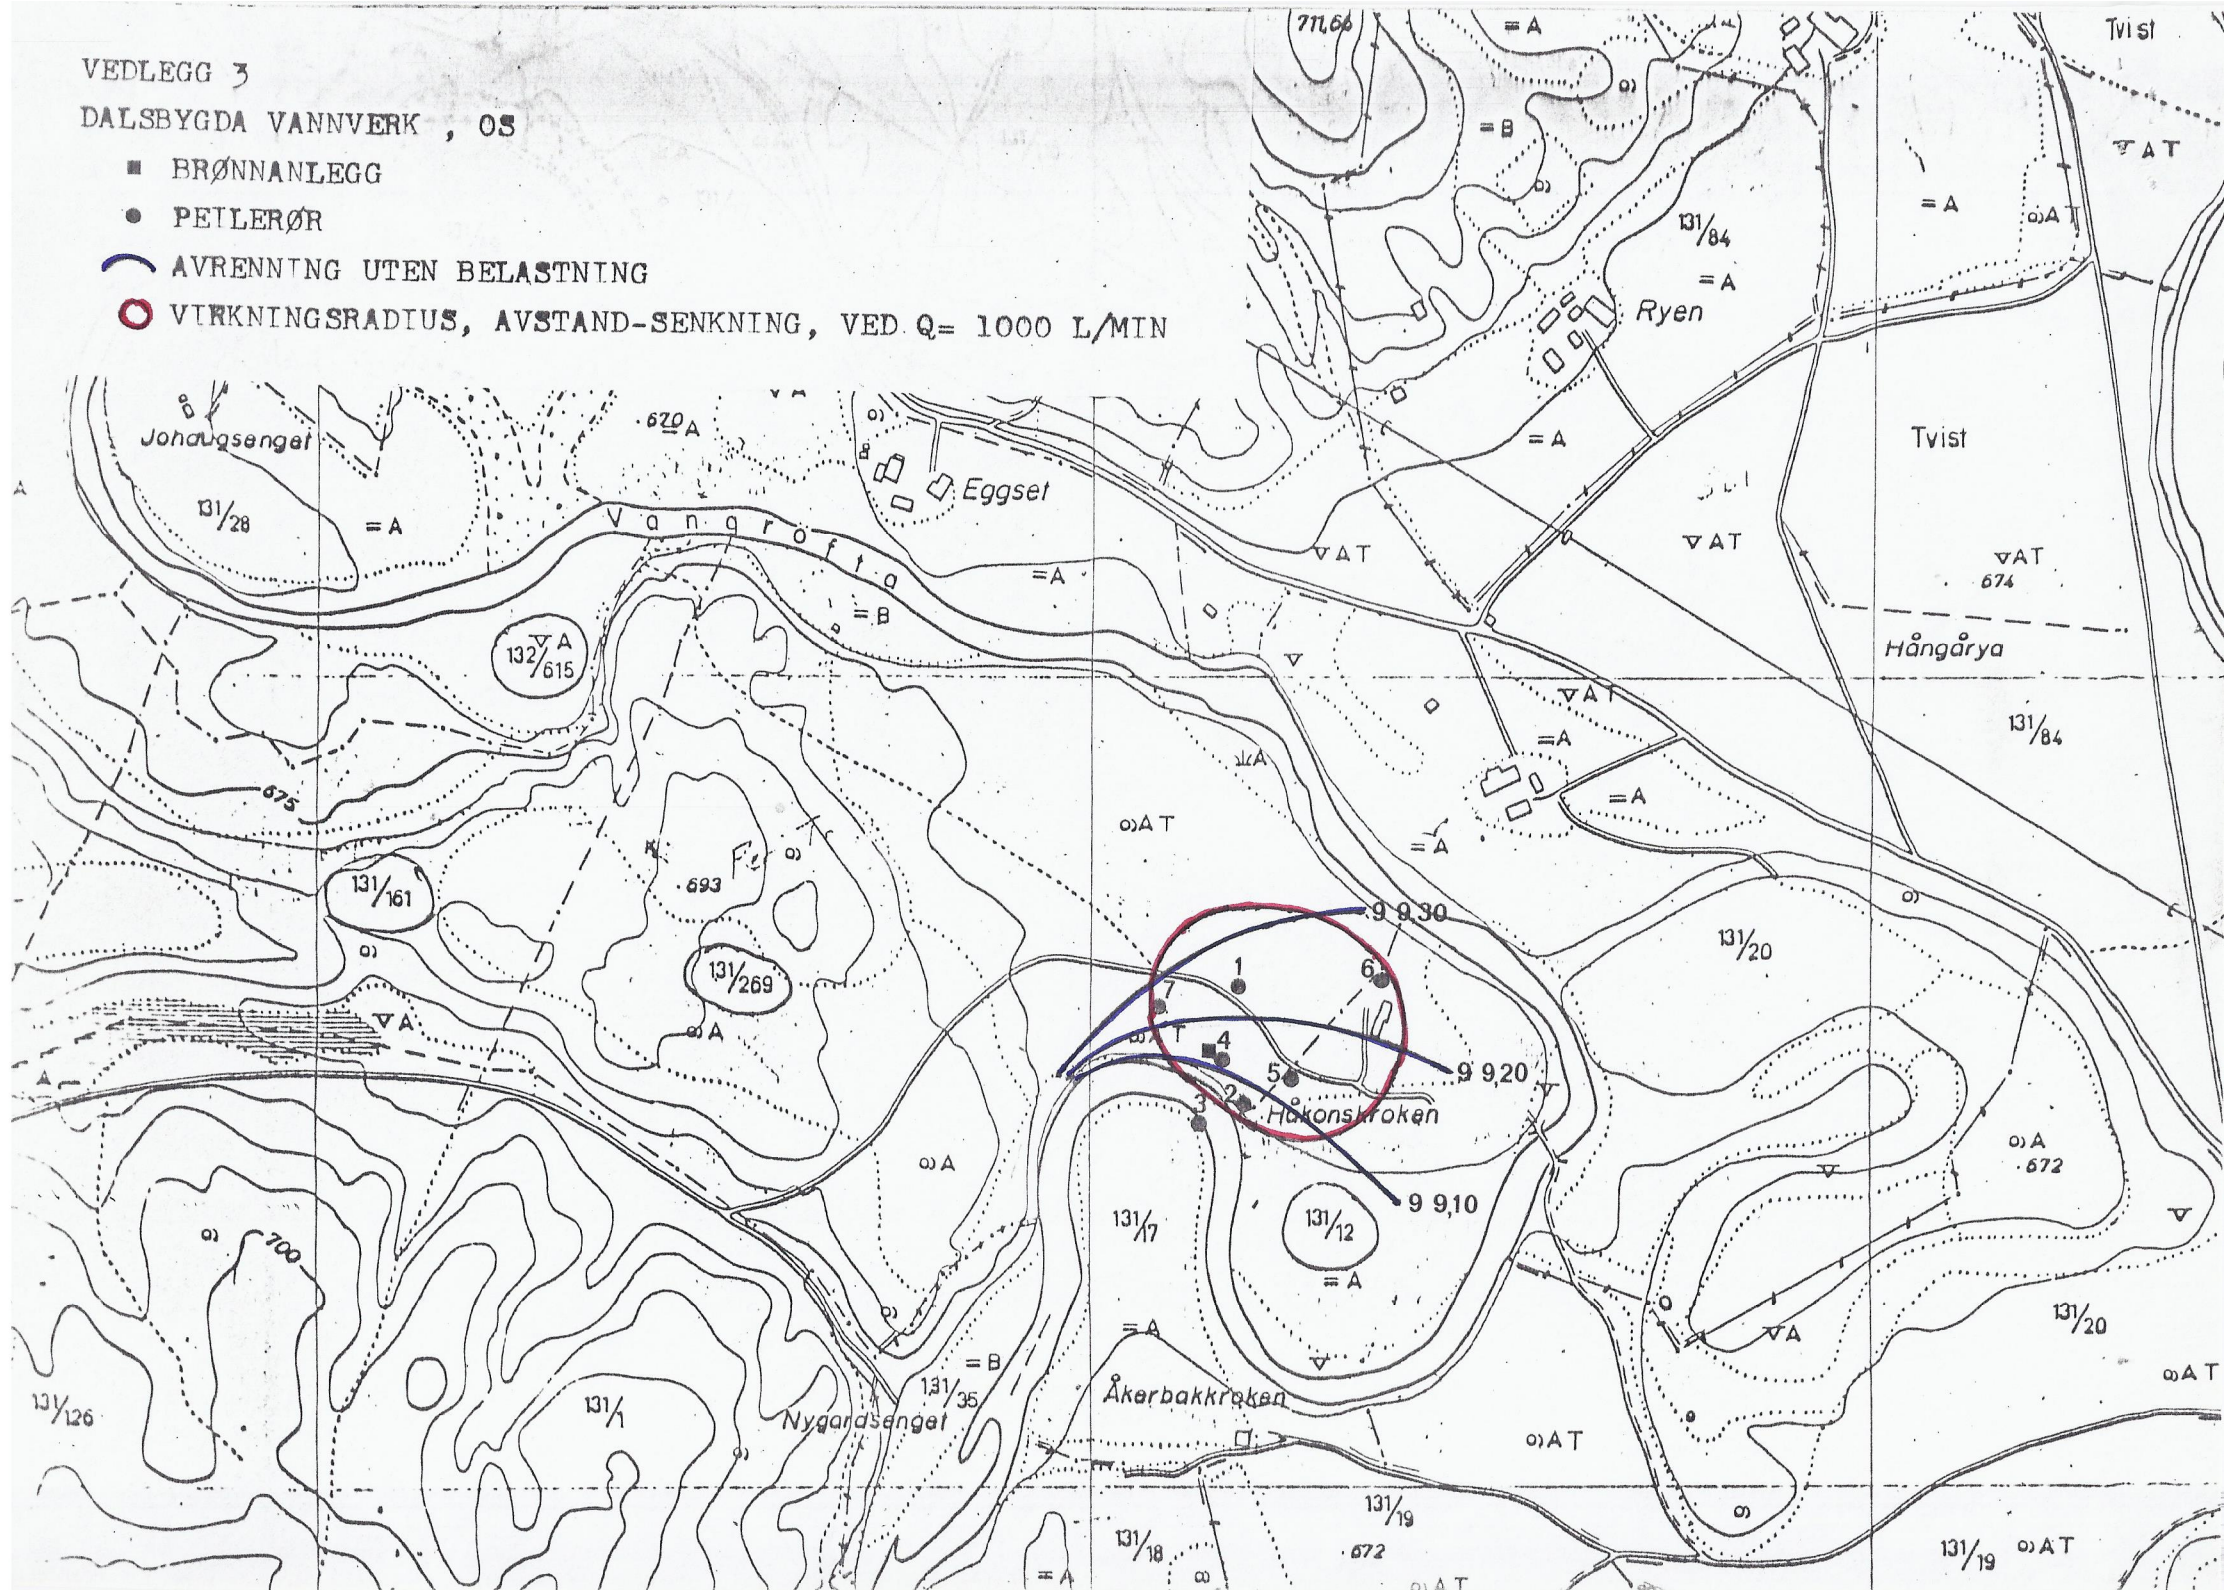 VEDLEGG 3
DALSBYGDA VANNVERK , OS
BRØNNANLEGG
PEILERØR
AVRENNING UTEN BELASTNING
VIRKNINGSRADIUS, AVSTAND-SENKNING, VED Q= 1000 L/MIN
711,66
= A
Tvist
= B
∇ A T
= A
o) A T
131/84
= A
Ryen
Johaugsenget
.670
A
= A
Tvist
131/28
= A
Eggset
Vangrøfta
∇ A T
∇ A T
∇ A T
674
= A
= B
132/615
∇ A
Hångårya
∇ A T
131/84
= A
A
675
o) A T
= A
= A
131/161
.693
131/269
o) A
9 9,30
131/20
1
6
7
∇ A
T
4
5
9 9,20
2
3
Håkonskroken
o) A
.672
o) A
9 9,10
131/17
131/12
= A
700
= A
∇ A
131/20
= B
131/35
o) A T
131/126
131/1
Nygardsenget
Åkerbakkroken
o) A T
131/19
131/18
.672
131/19
o) A T
= A
o) A T